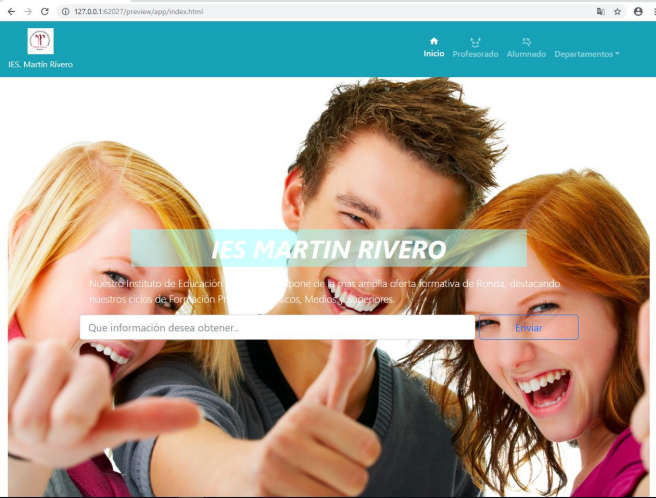 127.0.0.1:62027/preview/app/index.html
IES. Martín Rivero
Inicio Profesorado Alumnado Departamentos
IES MARTIN RIVERO
Nuestro Instituto de Educación pone de la más amplia oferta formativa de Ronda, destacando
nuestros ciclos de Formación Medios y superiores.
Que información desea obtener..
Enviar